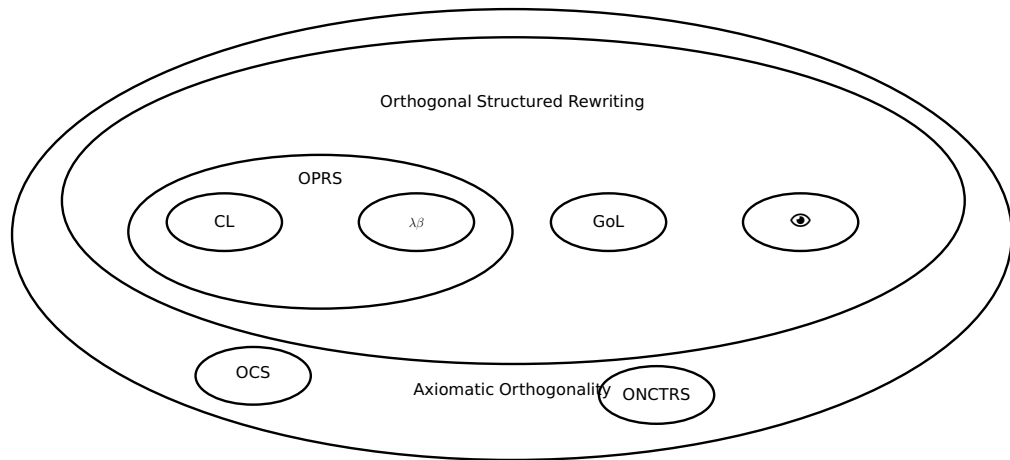 Orthogonal Structured Rewriting
OPRS
CL
λβ
GoL
OCS
Axiomatic Orthogonality
ONCTRS